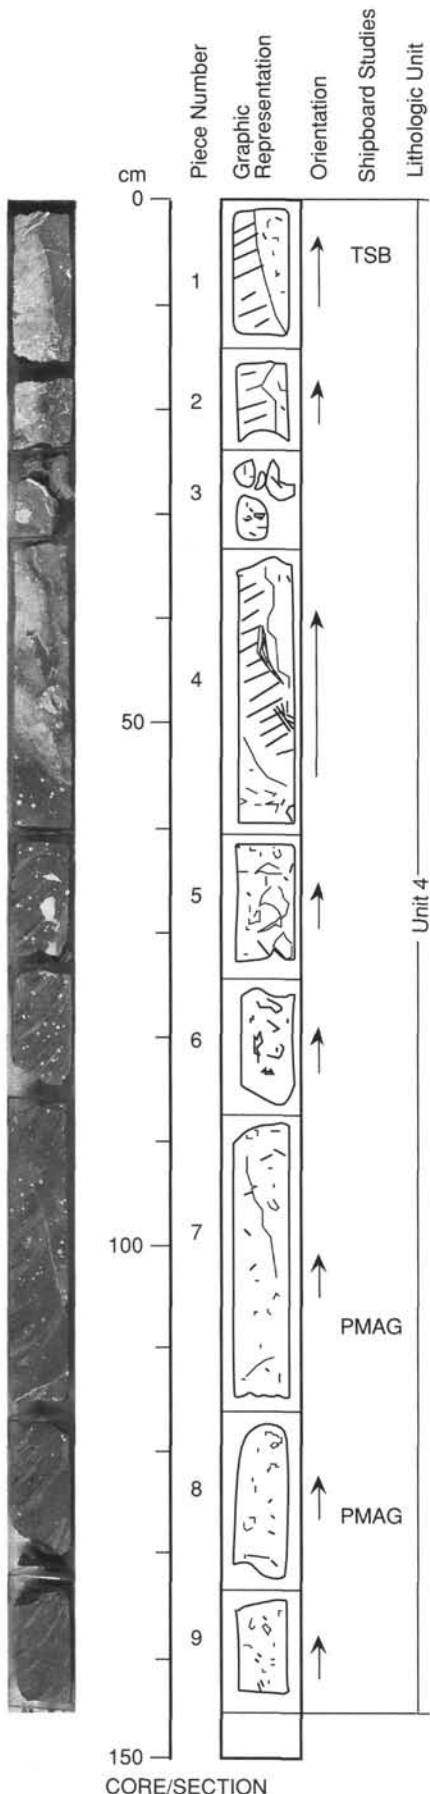 cm
Piece Number
Graphic
Representation
Orientation
Shipboard Studies
Lithologic Unit
0
1
TSB
2
3
4
50
5
Unit 4
6
7
100
PMAG
8
PMAG
9
150
CORE/SECTION